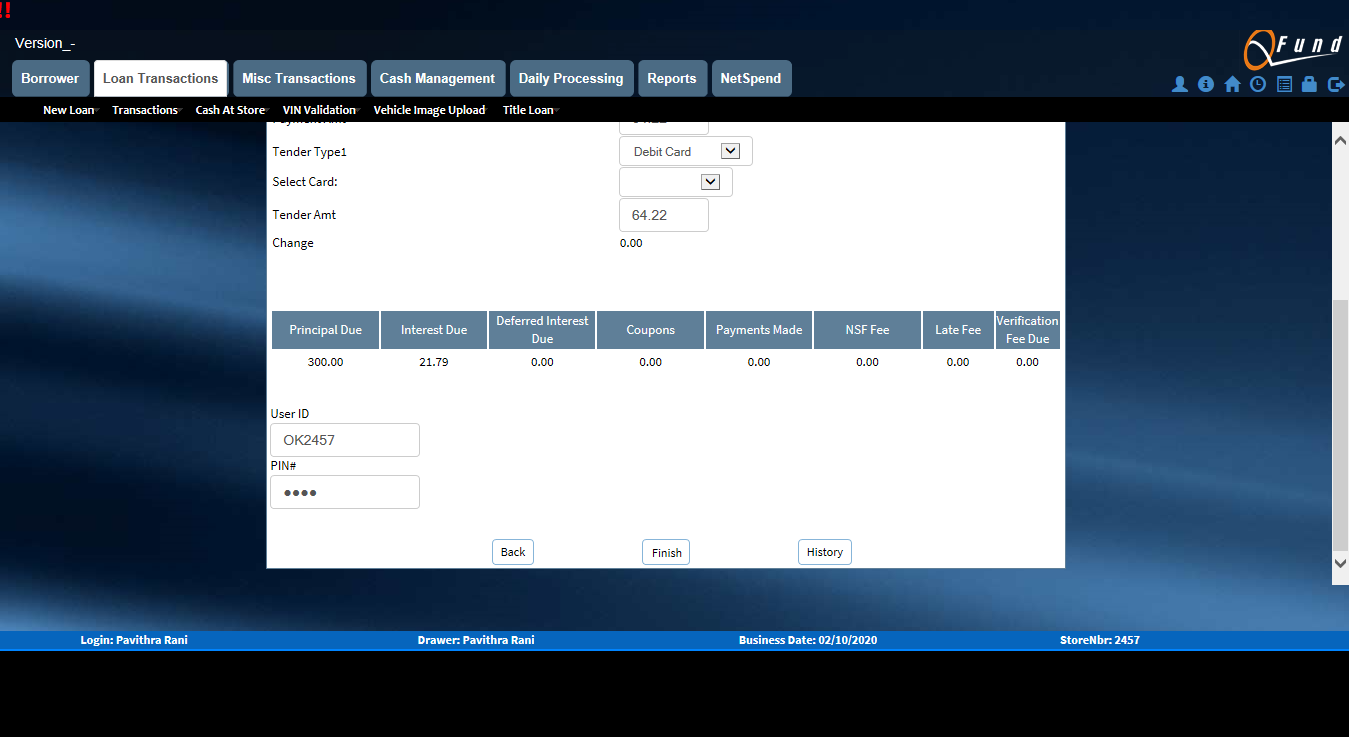 !!
Version_-
QFund
Borrower Loan Transactions Misc Transactions Cash Management Daily Processing Reports NetSpend
New Loan Transactions Cash At Store VIN Validation Vehicle Image Upload Title Loan
Tender Type1 Debit Card
Select Card:
Tender Amt 64.22
Change 0.00
Principal Due Interest Due Deferred Interest Due Coupons Payments Made NSF Fee Late Fee Verification Fee Due
300.00 21.79 0.00 0.00 0.00 0.00 0.00 0.00
User ID
OK2457
PIN#
••••
Back Finish History
Login: Pavithra Rani Drawer: Pavithra Rani Business Date: 02/10/2020 StoreNbr: 2457